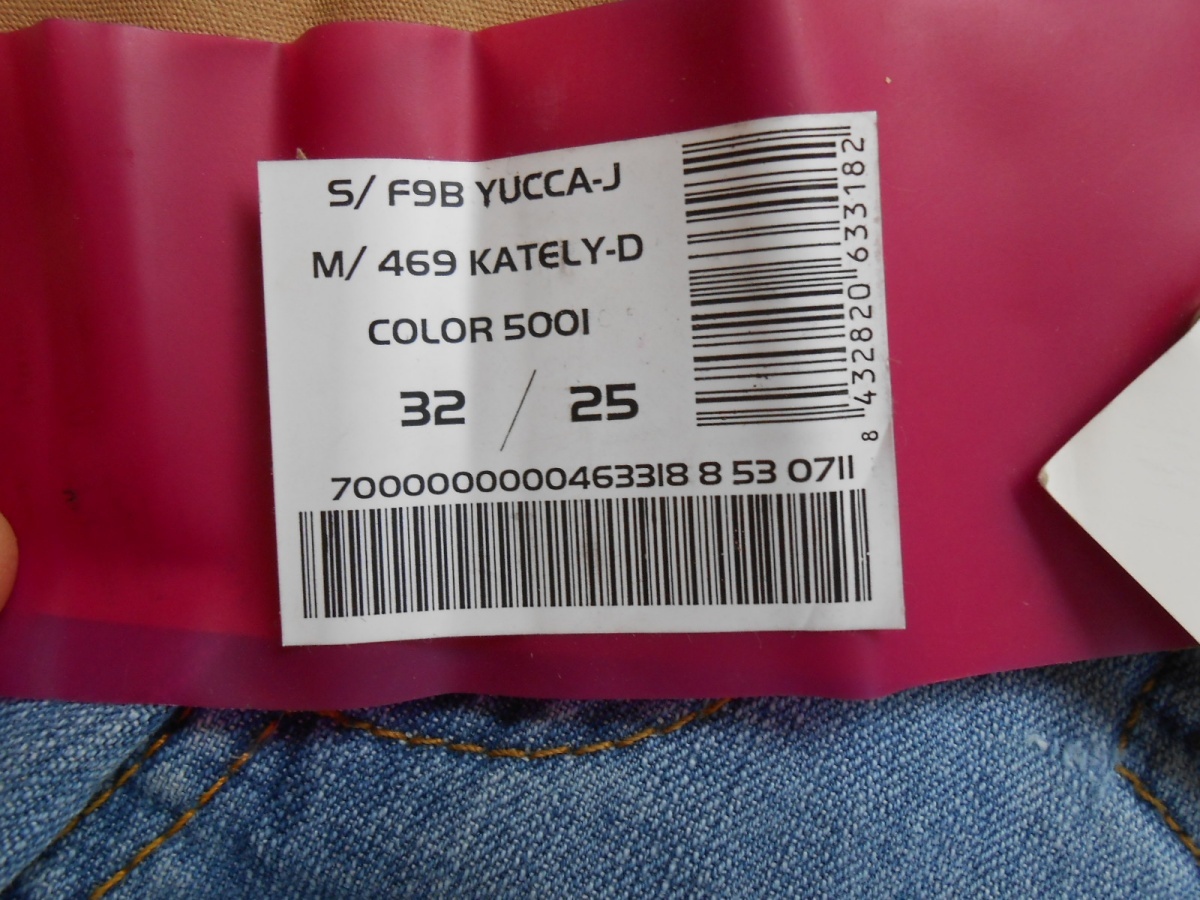 S/ F9B YUCCA-J
M/ 469 KATELY-D
COLOR 5001
32 / 25
7000000000463318 8 53 0711
8 432820 633182